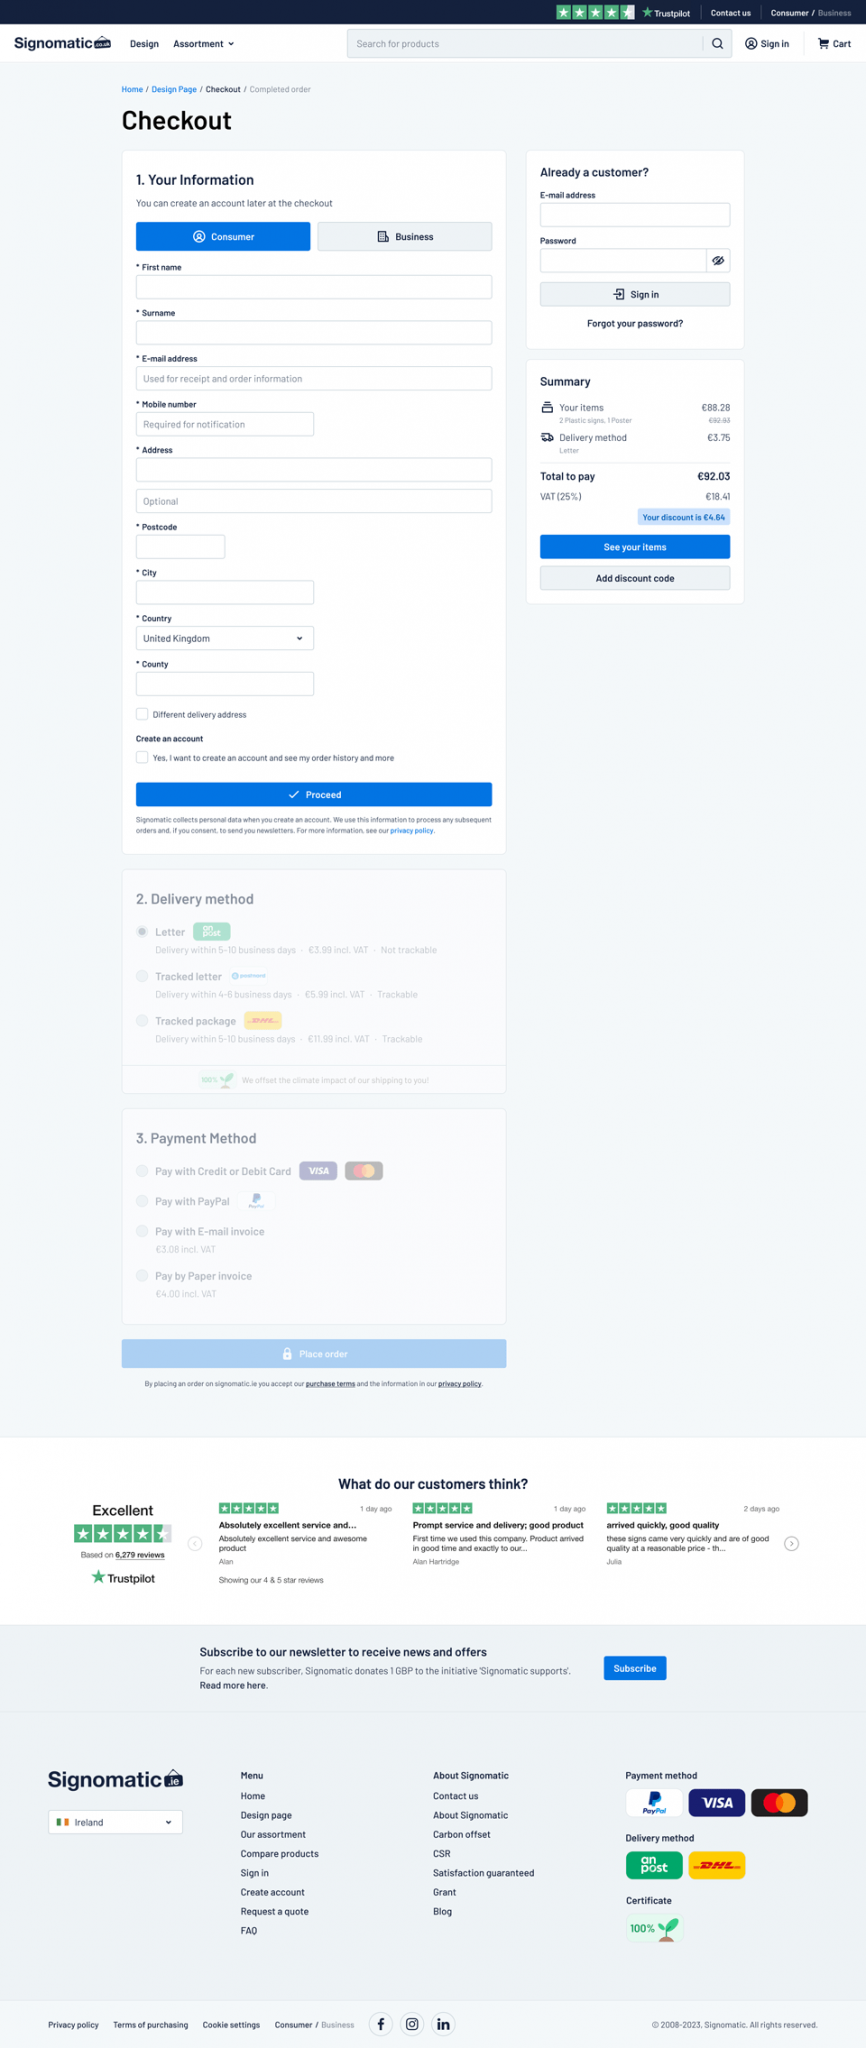 Trustpilot
Contact us
Consumer / Business
Signomatic co.uk
Design
Assortment
Search for products
Sign in
Cart
Home / Design Page / Checkout / Completed order
Checkout
1. Your Information
You can create an account later at the checkout
Consumer
Business
* First name
* Surname
* E-mail address
Used for receipt and order information
* Mobile number
Required for notification
* Address
Optional
* Postcode
* City
* Country
United Kingdom
* County
Different delivery address
Create an account
Yes, I want to create an account and see my order history and more
Proceed
Signomatic collects personal data when you create an account. We use this information to process any subsequent
orders and, if you consent, to send you newsletters. For more information, see our privacy policy.
Already a customer?
E-mail address
Password
Sign in
Forgot your password?
Summary
Your items €88.28
2 Plastic signs, 1 Poster €92.93
Delivery method €3.75
Letter
Total to pay €92.03
VAT (25%) €18.41
Your discount is €4.64
See your items
Add discount code
2. Delivery method
Letter an post
Delivery within 5-10 business days · €3.99 incl. VAT · Not trackable
Tracked letter postnord
Delivery within 4-6 business days · €5.99 incl. VAT · Trackable
Tracked package DHL
Delivery within 5-10 business days · €11.99 incl. VAT · Trackable
100% We offset the climate impact of our shipping to you!
3. Payment Method
Pay with Credit or Debit Card VISA
Pay with PayPal PayPal
Pay with E-mail invoice
€3.08 incl. VAT
Pay by Paper invoice
€4.00 incl. VAT
Place order
By placing an order on signomatic.ie you accept our purchase terms and the information in our privacy policy.
What do our customers think?
Excellent
Based on 6,279 reviews
Trustpilot
1 day ago
Absolutely excellent service and...
Absolutely excellent service and awesome
product
Alan
Showing our 4 & 5 star reviews
1 day ago
Prompt service and delivery; good product
First time we used this company. Product arrived
in good time and exactly to our...
Alan Hartridge
2 days ago
arrived quickly, good quality
these signs came very quickly and are of good
quality at a reasonable price - th...
Julia
Subscribe to our newsletter to receive news and offers
For each new subscriber, Signomatic donates 1 GBP to the initiative 'Signomatic supports'.
Read more here.
Subscribe
Signomatic .ie
Ireland
Menu
Home
Design page
Our assortment
Compare products
Sign in
Create account
Request a quote
FAQ
About Signomatic
Contact us
About Signomatic
Carbon offset
CSR
Satisfaction guaranteed
Grant
Blog
Payment method
PayPal VISA
Delivery method
an post DHL
Certificate
100%
Privacy policy
Terms of purchasing
Cookie settings
Consumer / Business
© 2008-2023, Signomatic. All rights reserved.